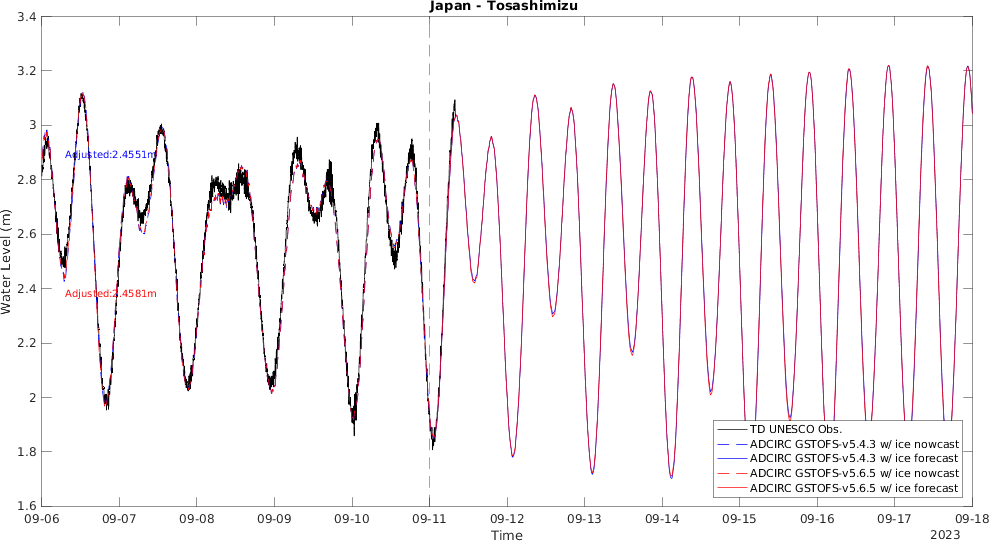 Japan - Tosashimizu
Water Level (m)
3.4
3.2
3
2.8
2.6
2.4
2.2
2
1.8
1.6
Adjusted:2.4551m
Adjusted:2.4581m
TD UNESCO Obs.
ADCIRC GSTOFS-v5.4.3 w/ ice nowcast
ADCIRC GSTOFS-v5.4.3 w/ ice forecast
ADCIRC GSTOFS-v5.6.5 w/ ice nowcast
ADCIRC GSTOFS-v5.6.5 w/ ice forecast
09-06 09-07 09-08 09-09 09-10 09-11 09-12 09-13 09-14 09-15 09-16 09-17 09-18
Time
2023